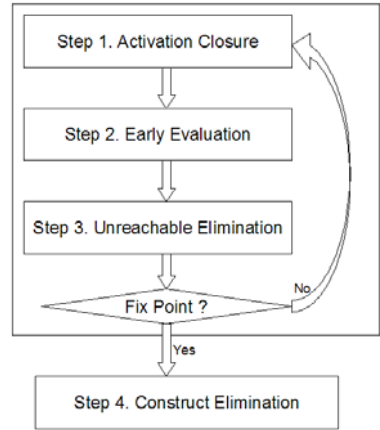 Step 1. Activation Closure
Step 2. Early Evaluation
Step 3. Unreachable Elimination
Fix Point ?
No
Yes
Step 4. Construct Elimination